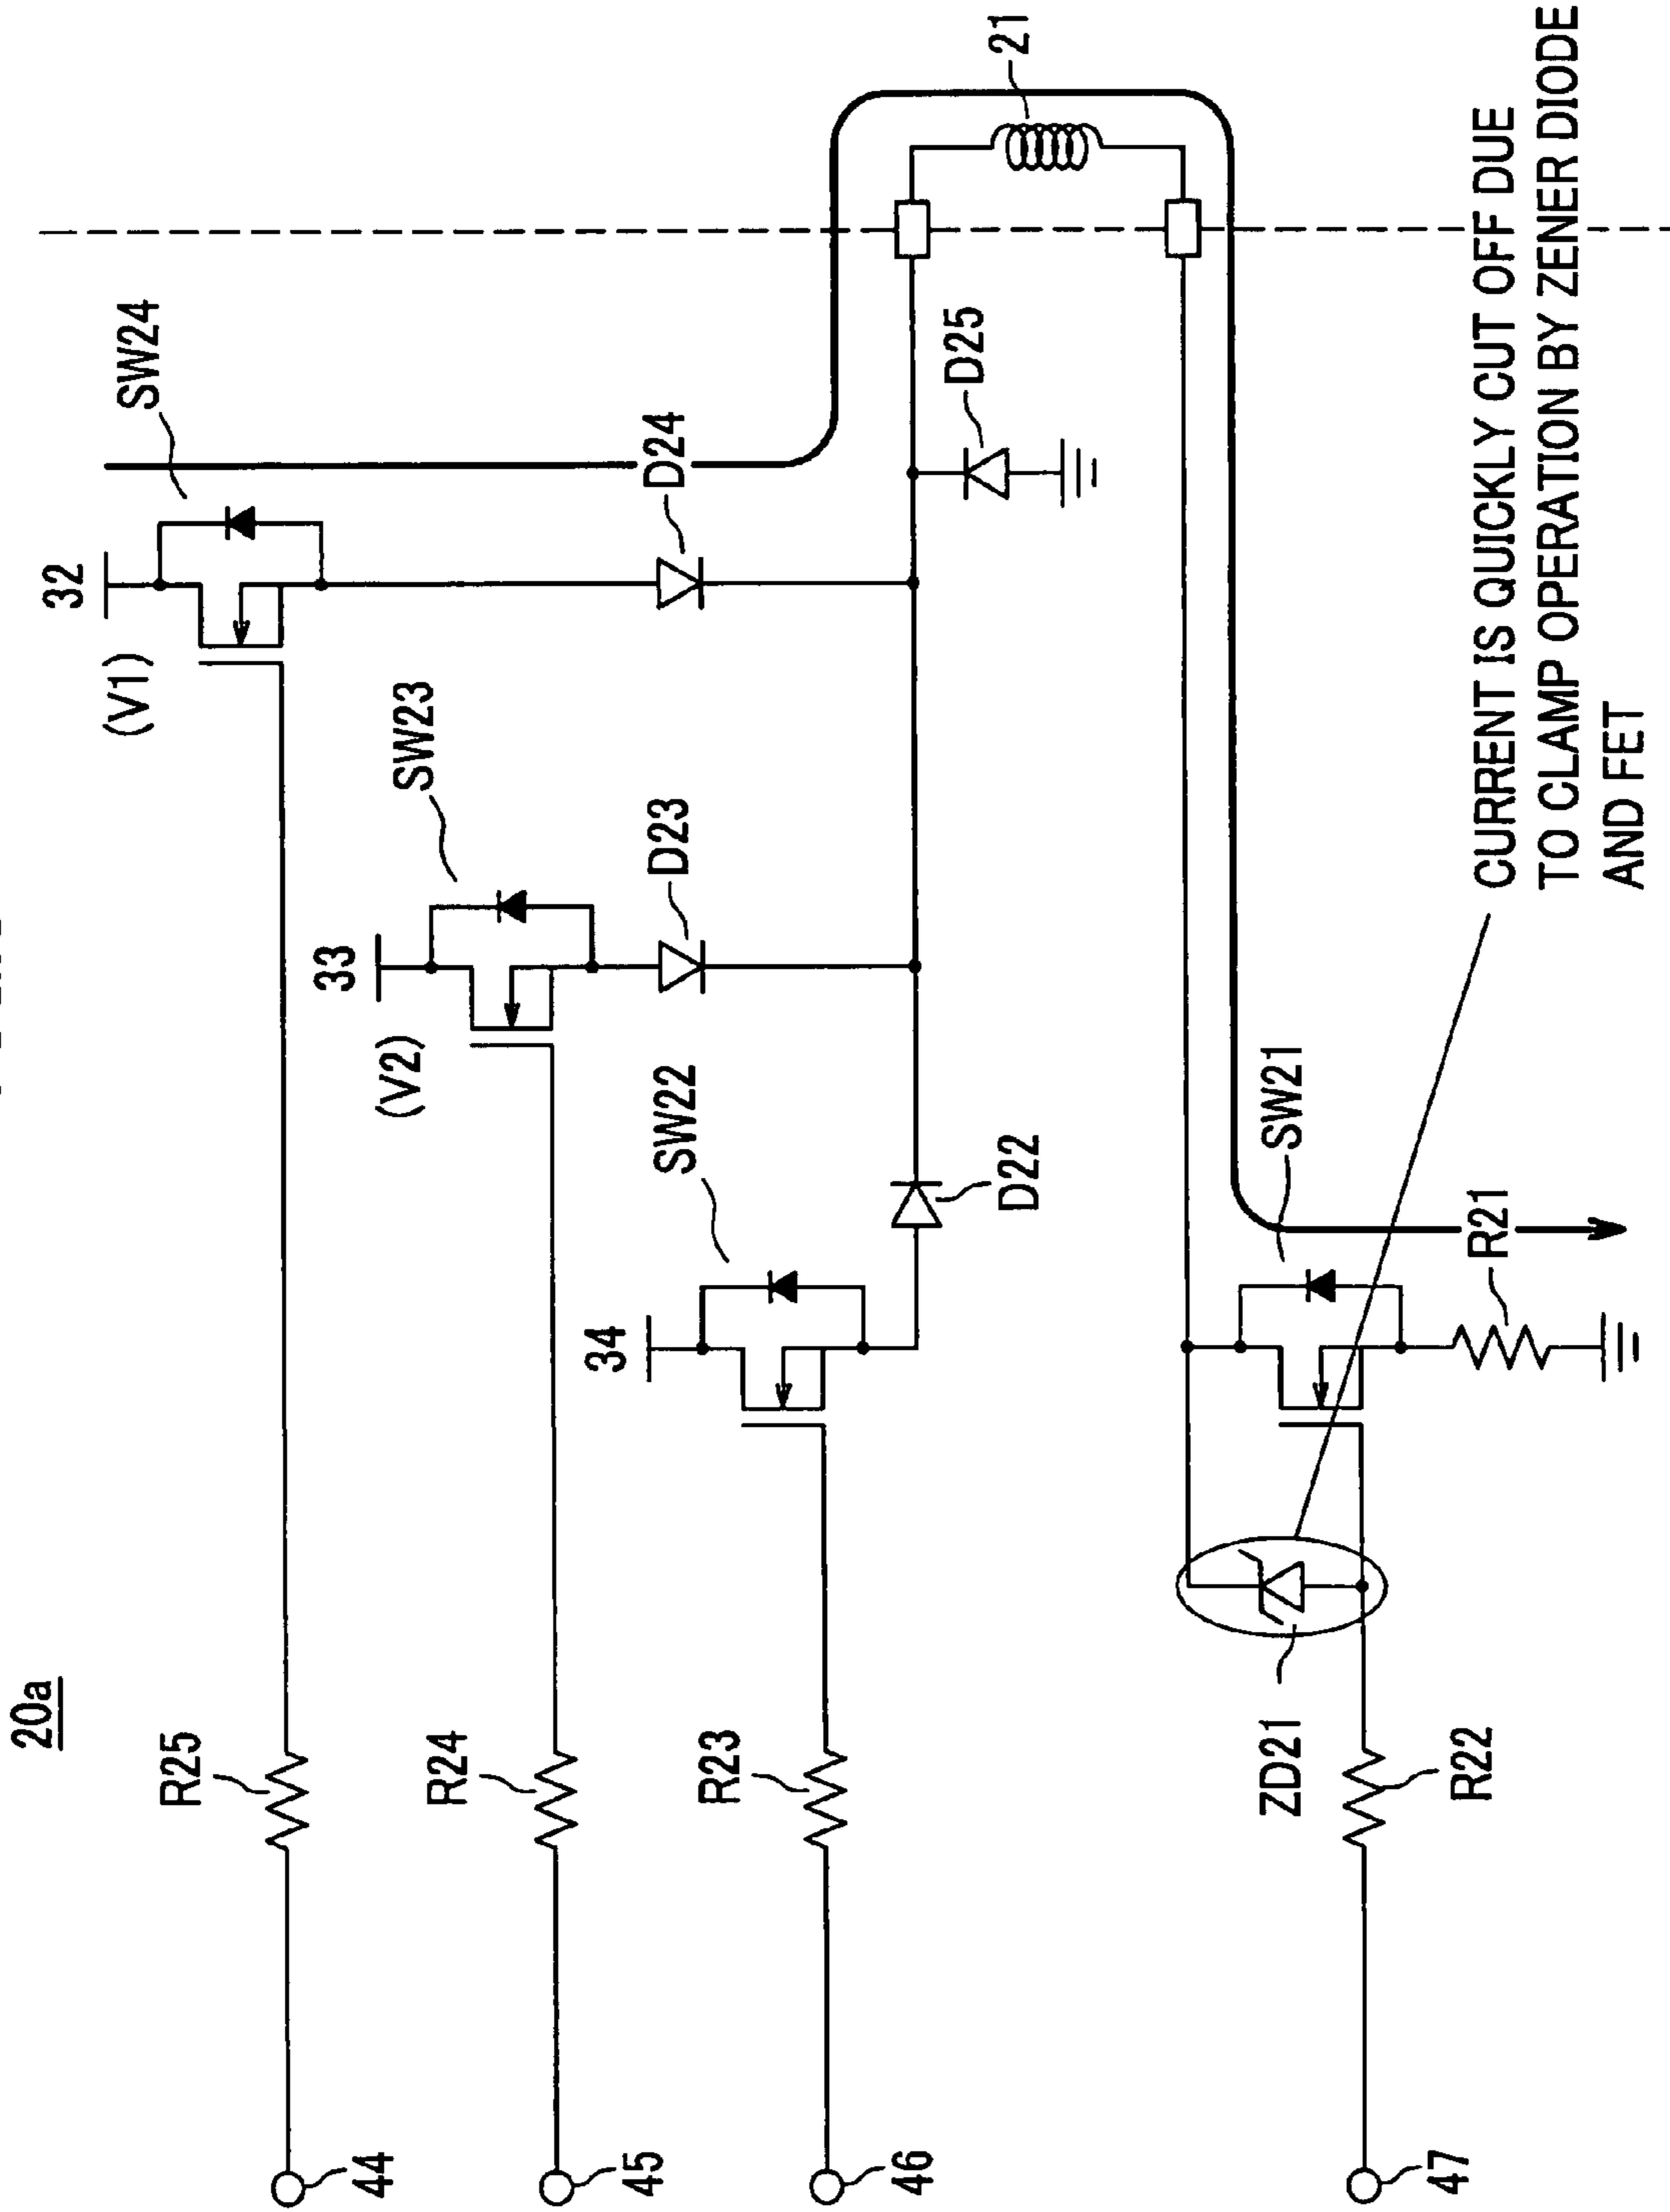 20a
32
(V1)
SW24
R25
33
44
(V2)
SW23
R24
34
45
SW22
D23
D24
R23
46
D25
D22
21
ZD21
SW21
47
R22
R21
CURRENT IS QUICKLY CUT OFF DUE
TO CLAMP OPERATION BY ZENER DIODE
AND FET